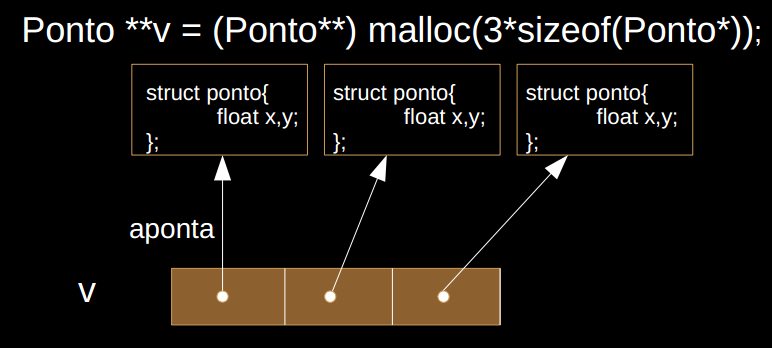 Ponto **v = (Ponto**) malloc(3*sizeof(Ponto*));
struct ponto{
float x,y;
};
struct ponto{
float x,y;
};
struct ponto{
float x,y;
};
aponta
v